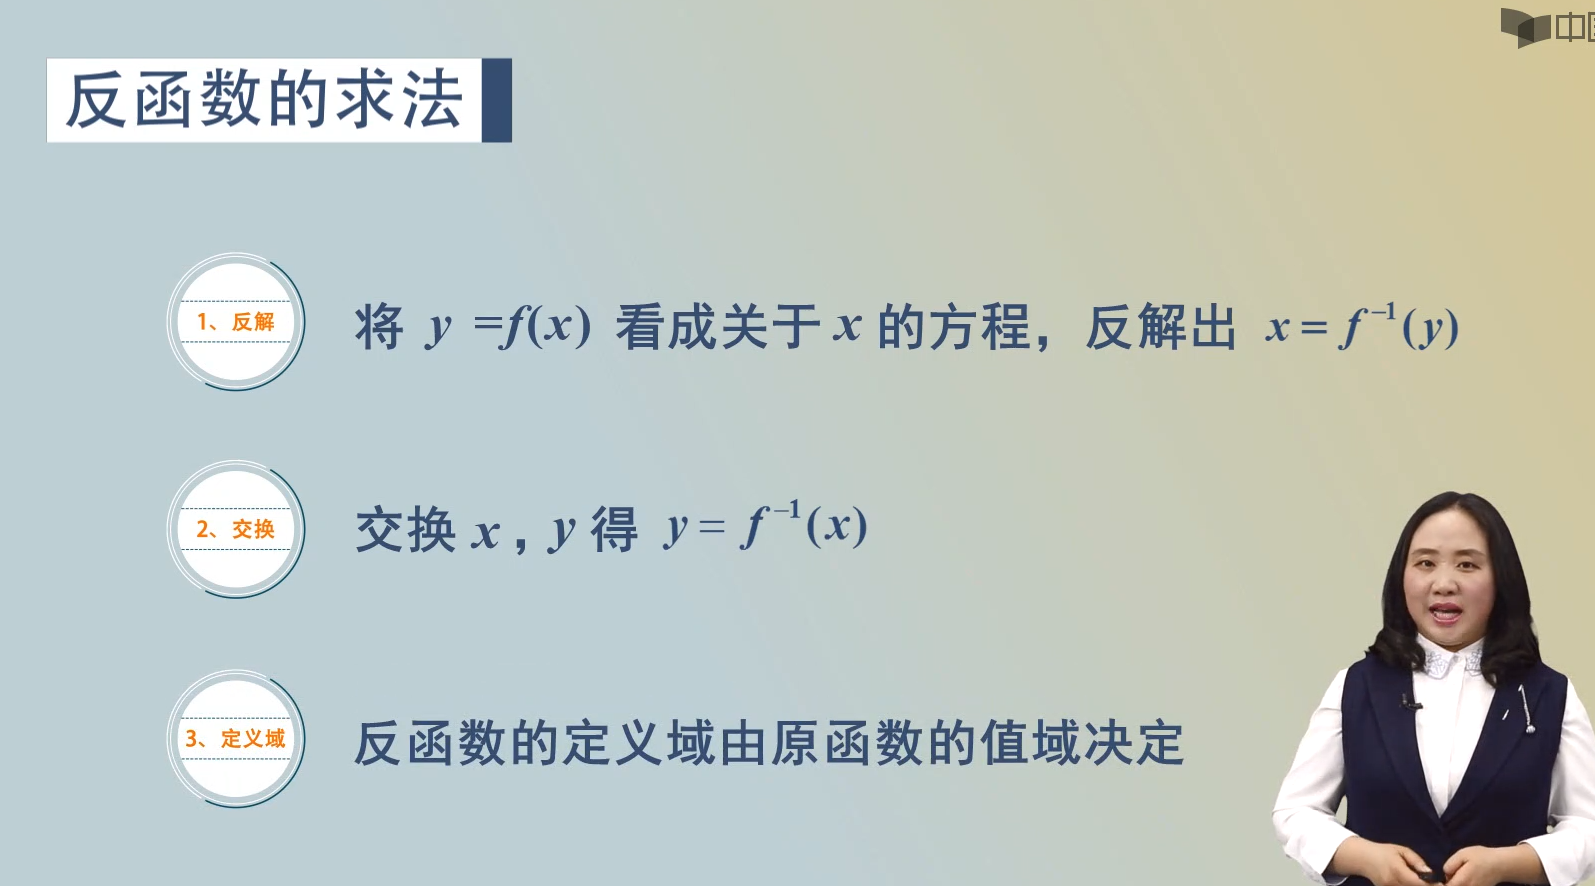 中
反函数的求法
1、反解
将 y =f(x) 看成关于 x 的方程，反解出 x = f⁻¹(y)
2、交换
交换 x , y 得 y = f⁻¹(x)
3、定义域
反函数的定义域由原函数的值域决定